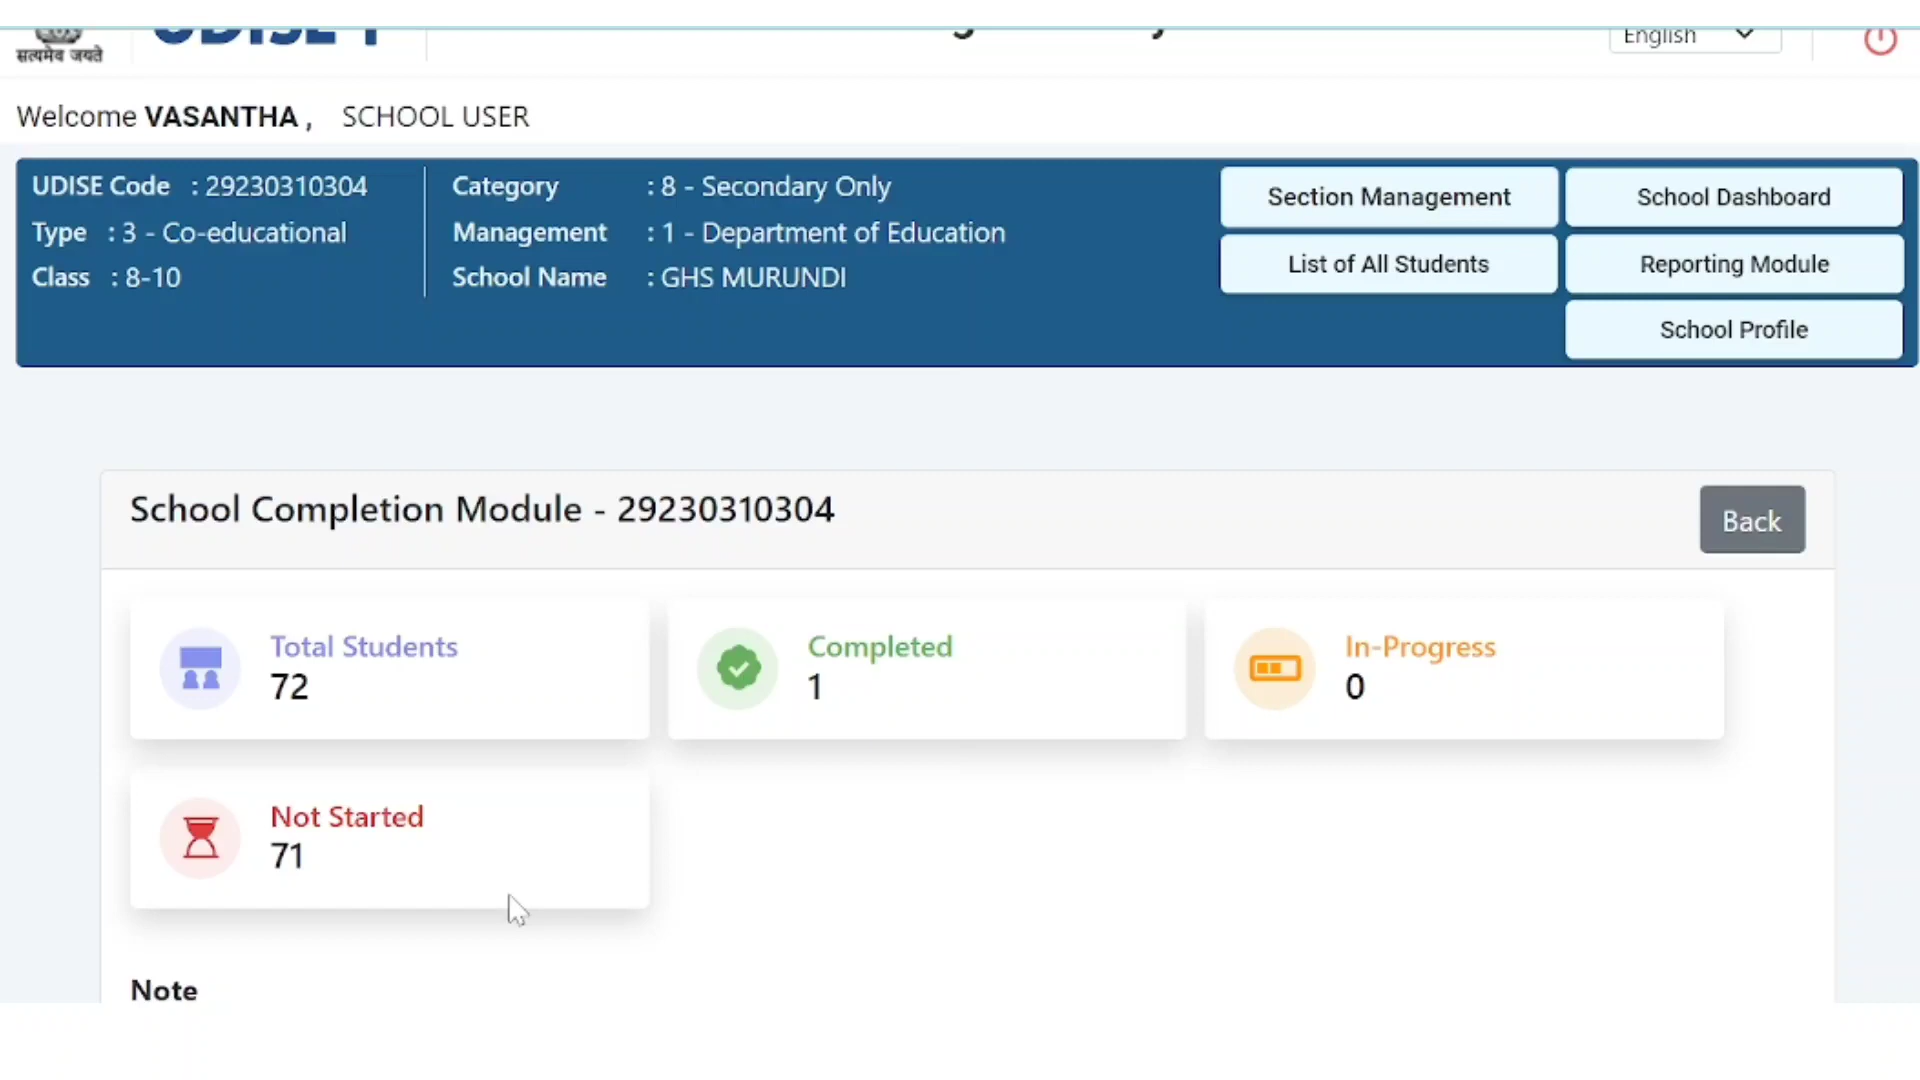 सत्यमेव जयते
English
Welcome VASANTHA , SCHOOL USER
UDISE Code : 29230310304
Type : 3 - Co-educational
Class : 8-10
Category : 8 - Secondary Only
Management : 1 - Department of Education
School Name : GHS MURUNDI
Section Management
School Dashboard
List of All Students
Reporting Module
School Profile
School Completion Module - 29230310304
Back
Total Students
72
Completed
1
In-Progress
0
Not Started
71
Note